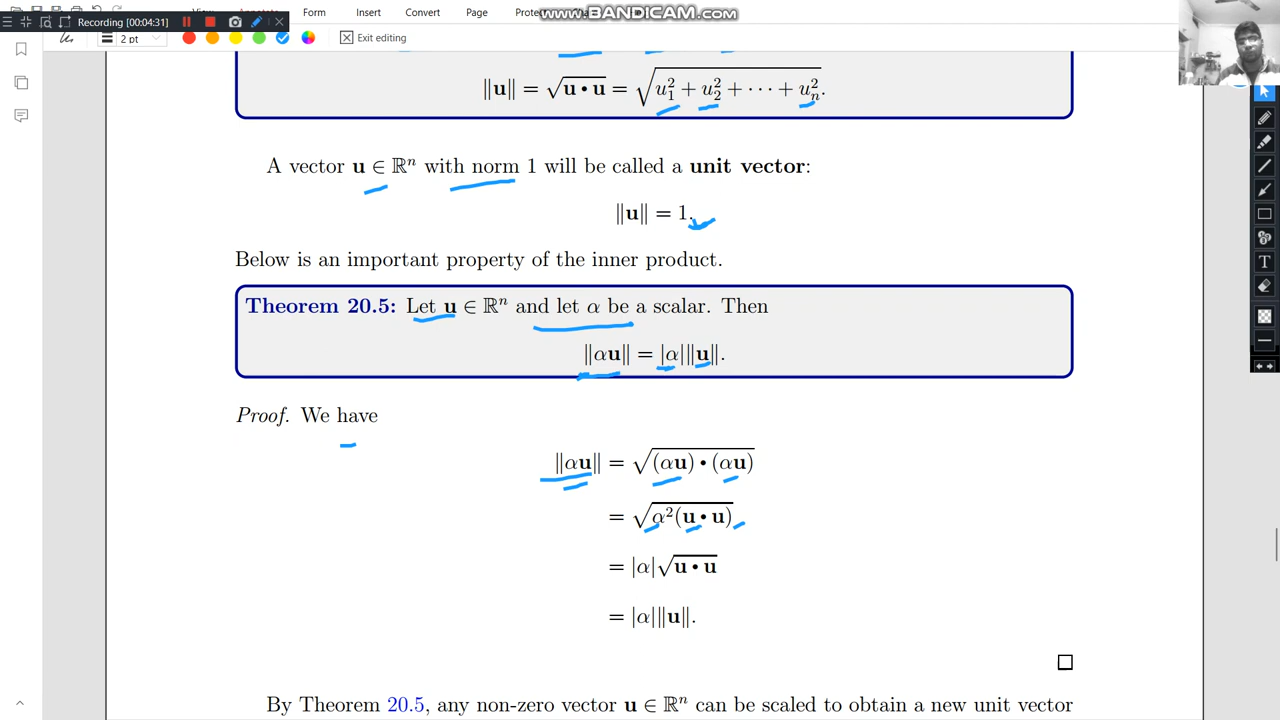 www.BANDICAM.com
View Annotate Form Insert Convert Page
Recording [00:04:31]
2 pt Exit editing
‖u‖ = √u • u = √u₁² + u₂² + · · · + uₙ².
A vector u ∈ ℝⁿ with norm 1 will be called a unit vector:
‖u‖ = 1.
Below is an important property of the inner product.
Theorem 20.5: Let u ∈ ℝⁿ and let α be a scalar. Then
‖αu‖ = |α|‖u‖.
Proof. We have
‖αu‖ = √(αu) • (αu)
= √α²(u • u)
= |α|√u • u
= |α|‖u‖.
By Theorem 20.5, any non-zero vector u ∈ ℝⁿ can be scaled to obtain a new unit vector